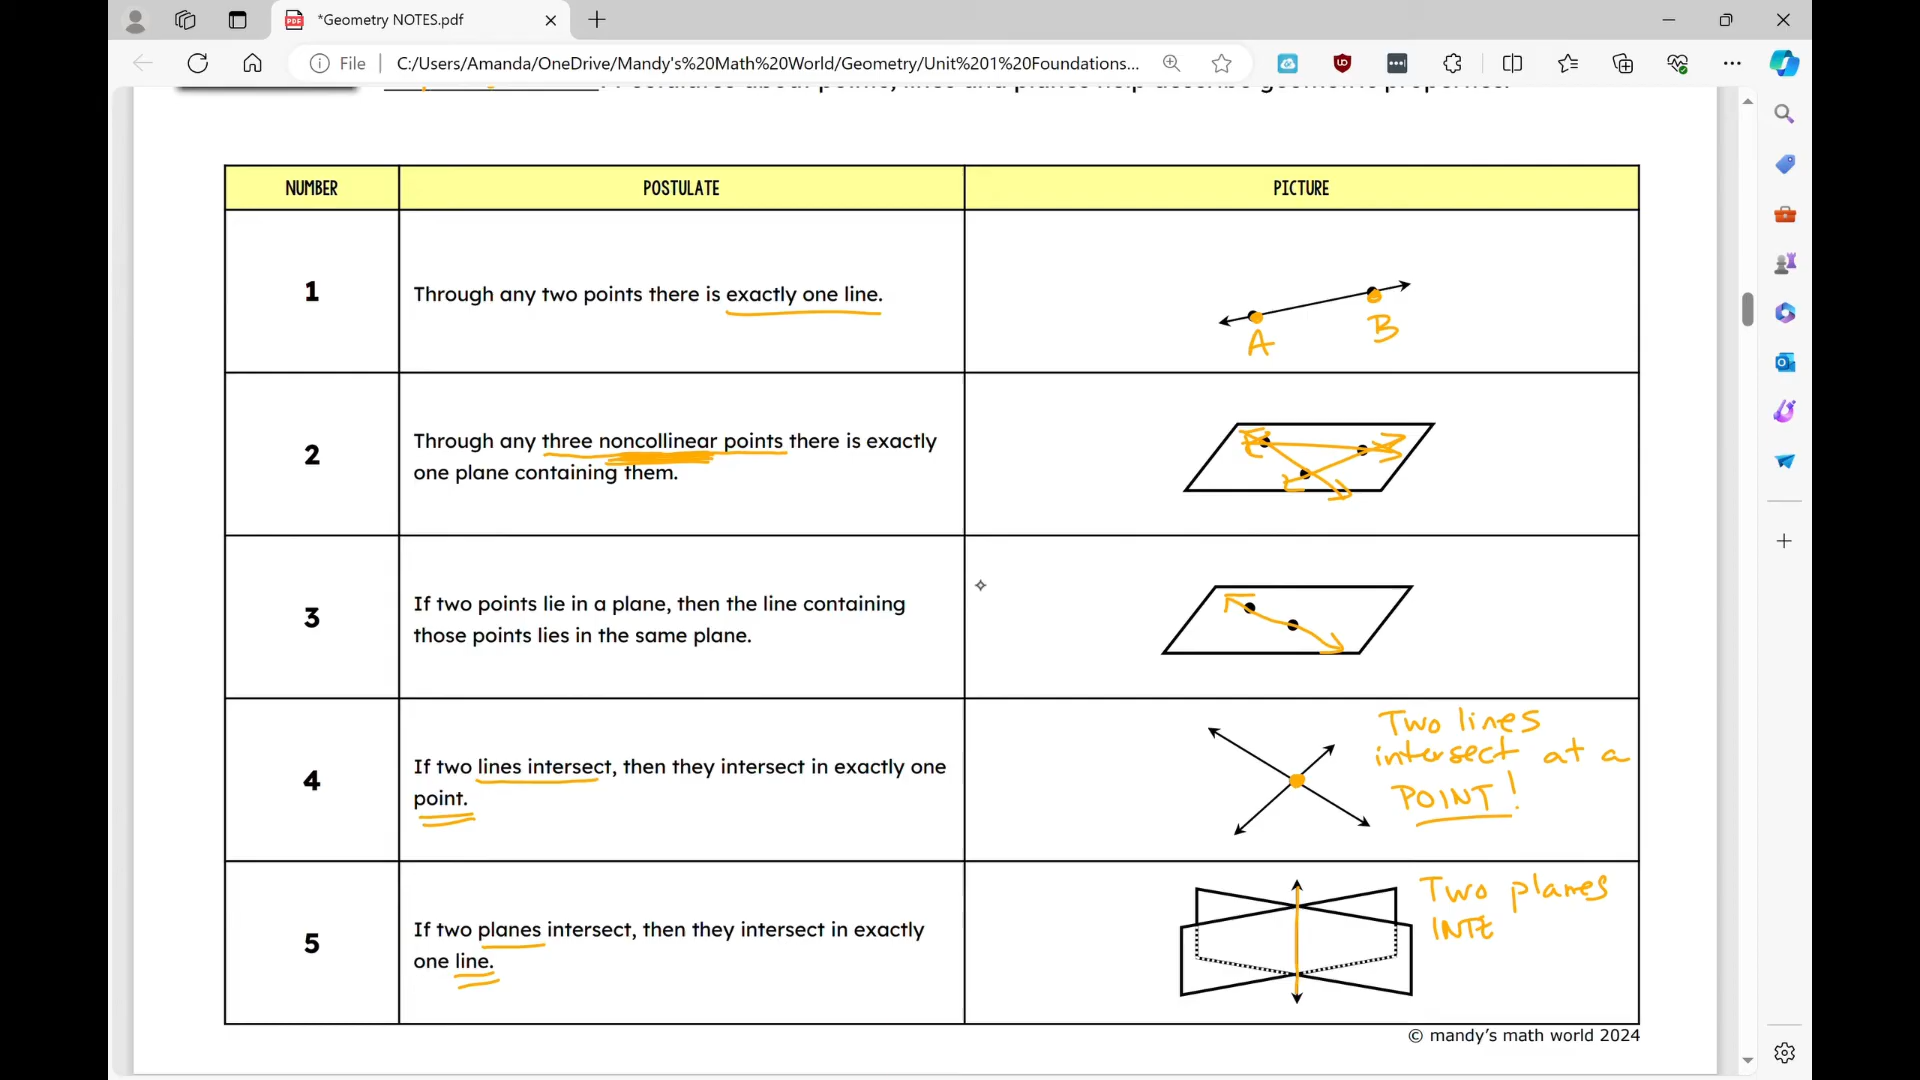 *Geometry NOTES.pdf
File
C:/Users/Amanda/OneDrive/Mandy's%20Math%20World/Geometry/Unit%201%20Foundations...
NUMBER
POSTULATE
PICTURE
1
Through any two points there is exactly one line.
A
B
2
Through any three noncollinear points there is exactly
one plane containing them.
3
If two points lie in a plane, then the line containing
those points lies in the same plane.
4
If two lines intersect, then they intersect in exactly one
point.
Two lines
intersect at a
POINT!
5
If two planes intersect, then they intersect in exactly
one line.
Two planes
INTE
© mandy's math world 2024